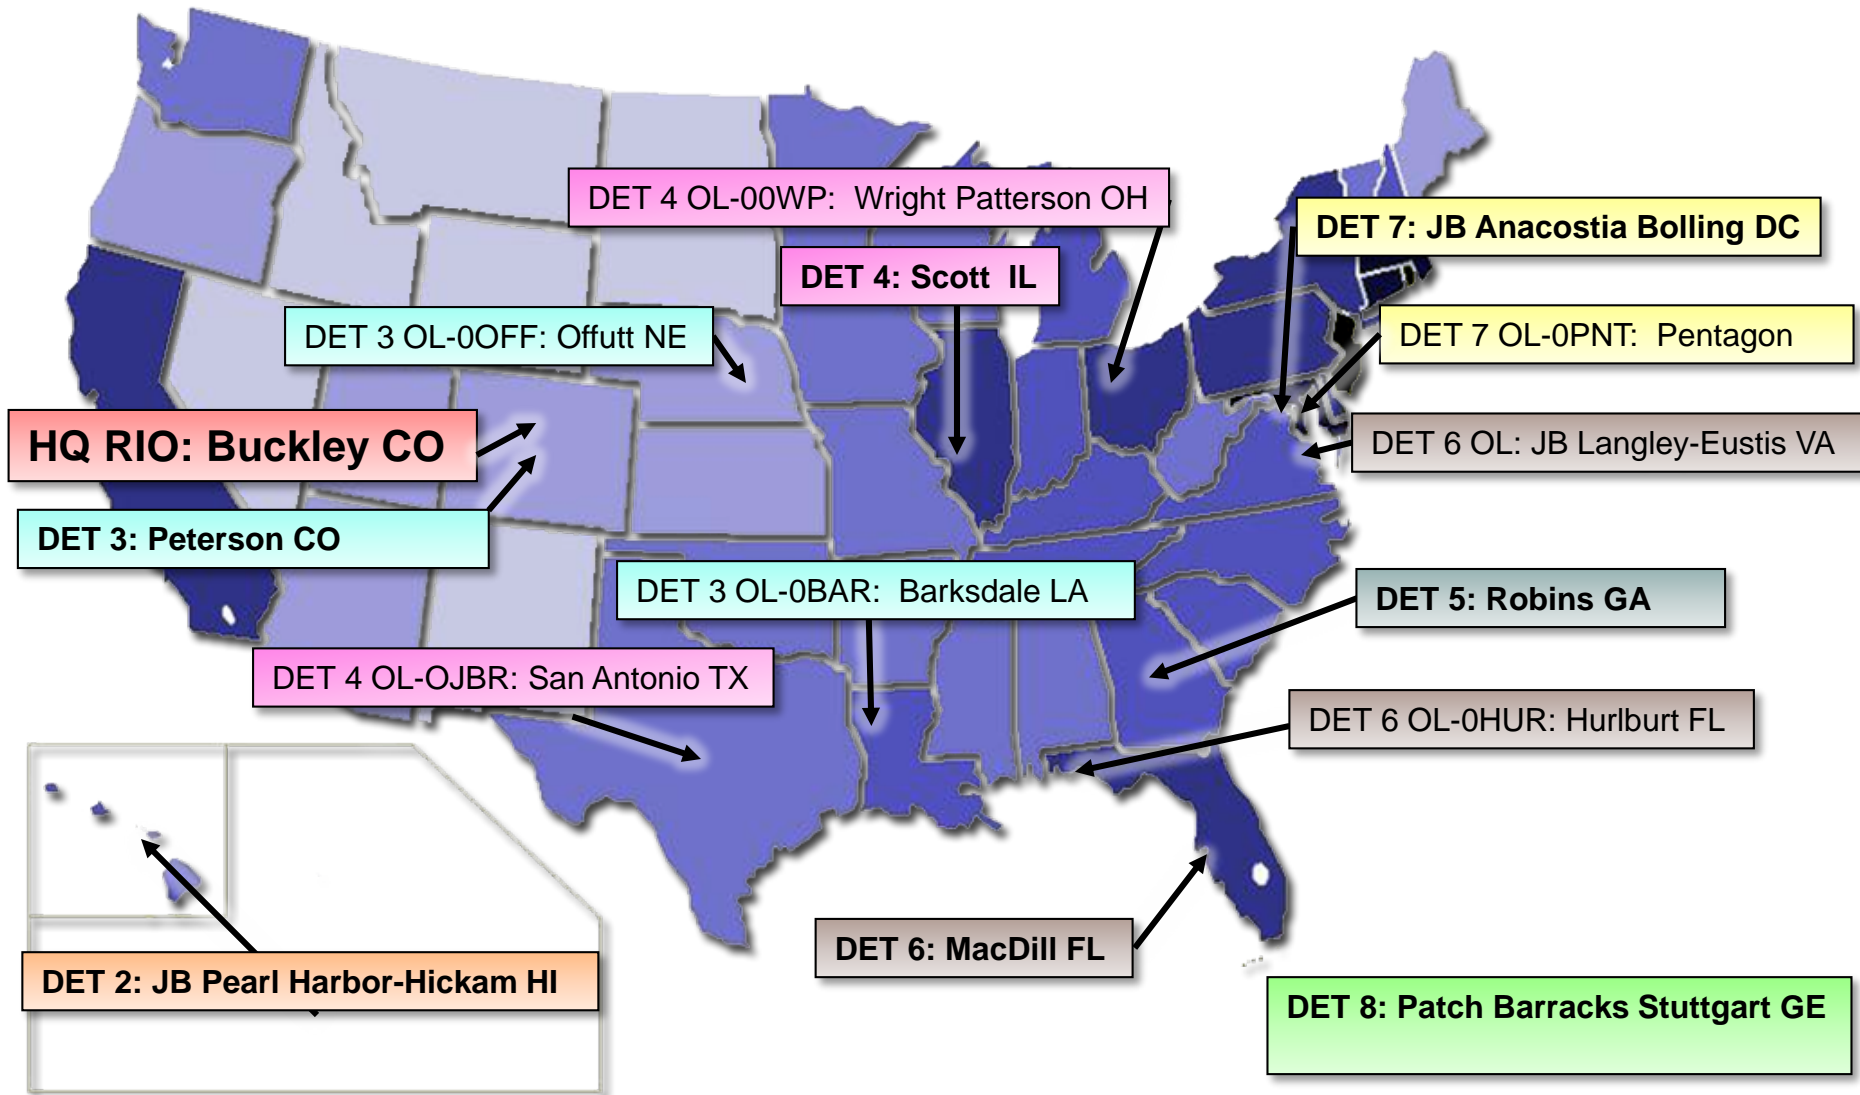 DET 4 OL-00WP: Wright Patterson OH
DET 7: JB Anacostia Bolling DC
DET 4: Scott IL
DET 3 OL-0OFF: Offutt NE
DET 7 OL-0PNT: Pentagon
HQ RIO: Buckley CO
DET 6 OL: JB Langley-Eustis VA
DET 3: Peterson CO
DET 3 OL-0BAR: Barksdale LA
DET 5: Robins GA
DET 4 OL-OJBR: San Antonio TX
DET 6 OL-0HUR: Hurlburt FL
DET 6: MacDill FL
DET 2: JB Pearl Harbor-Hickam HI
DET 8: Patch Barracks Stuttgart GE